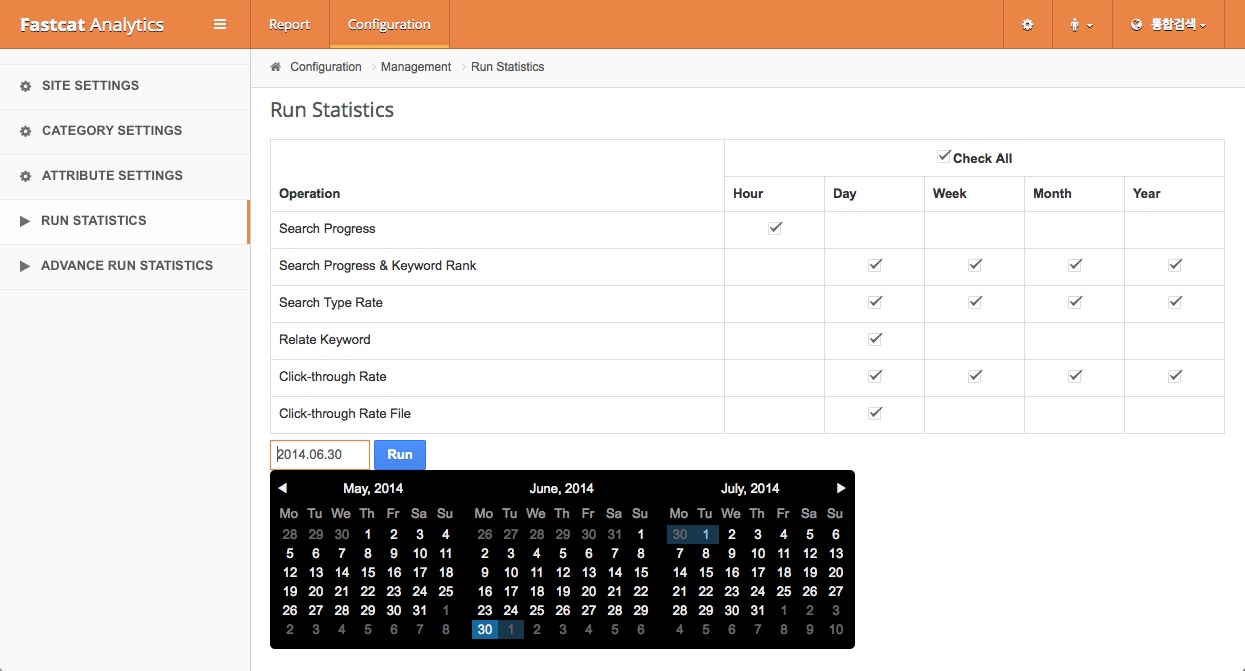 Fastcat Analytics Report Configuration 통합검색
SITE SETTINGS
CATEGORY SETTINGS
ATTRIBUTE SETTINGS
RUN STATISTICS
ADVANCE RUN STATISTICS
Configuration Management Run Statistics
Run Statistics
Check All
Operation Hour Day Week Month Year
Search Progress
Search Progress & Keyword Rank
Search Type Rate
Relate Keyword
Click-through Rate
Click-through Rate File
2014.06.30 Run
May, 2014 June, 2014 July, 2014
Mo Tu We Th Fr Sa Su Mo Tu We Th Fr Sa Su Mo Tu We Th Fr Sa Su
28 29 30 1 2 3 4 26 27 28 29 30 31 1 30 1 2 3 4 5 6
5 6 7 8 9 10 11 2 3 4 5 6 7 8 7 8 9 10 11 12 13
12 13 14 15 16 17 18 9 10 11 12 13 14 15 14 15 16 17 18 19 20
19 20 21 22 23 24 25 16 17 18 19 20 21 22 21 22 23 24 25 26 27
26 27 28 29 30 31 1 23 24 25 26 27 28 29 28 29 30 31 1 2 3
2 3 4 5 6 7 8 30 1 2 3 4 5 6 4 5 6 7 8 9 10